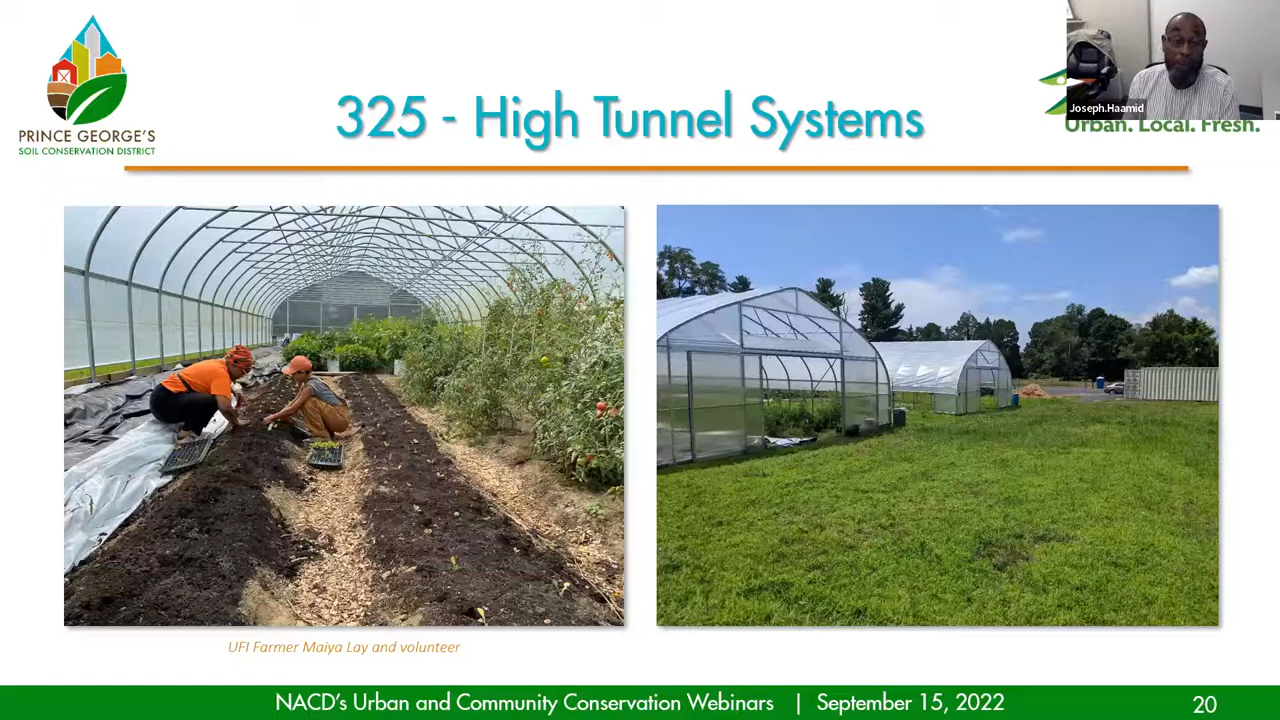 PRINCE GEORGE'S
SOIL CONSERVATION DISTRICT
325 - High Tunnel Systems
Joseph.Haamid
Urban. Local. Fresh.
UFI Farmer Maiya Lay and volunteer
NACD's Urban and Community Conservation Webinars | September 15, 2022
20